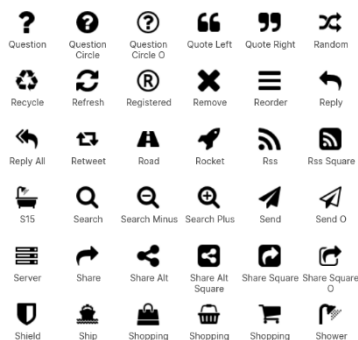 Question Question Question Quote Left Quote Right Random
Circle Circle O
Recycle Refresh Registered Remove Reorder Reply
Reply All Retweet Road Rocket Rss Rss Square
S15 Search Search Minus Search Plus Send Send O
Server Share Share Alt Share Alt Share Square Share Square
Square O
Shield Ship Shopping Shopping Shopping Shower